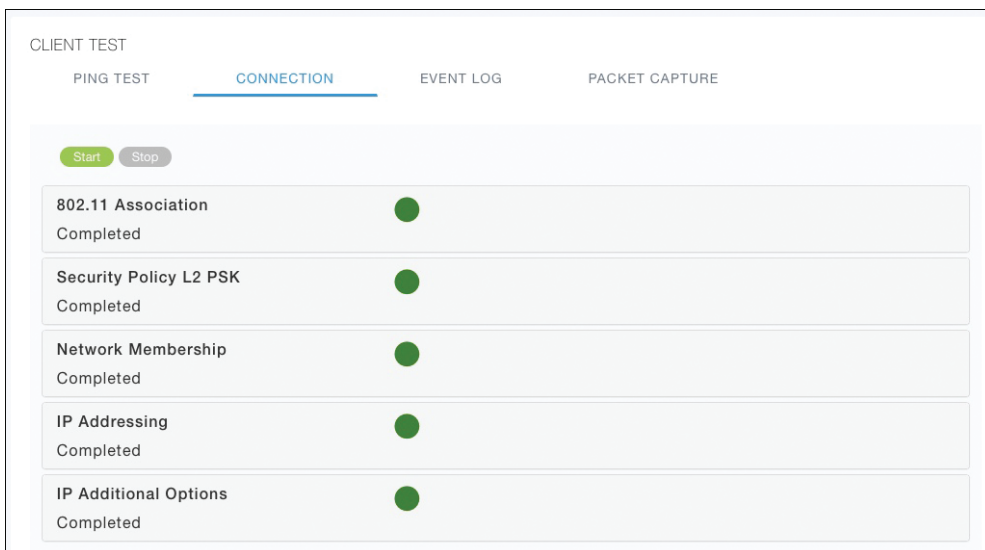 CLIENT TEST
PING TEST CONNECTION EVENT LOG PACKET CAPTURE
Start Stop
802.11 Association
Completed
Security Policy L2 PSK
Completed
Network Membership
Completed
IP Addressing
Completed
IP Additional Options
Completed